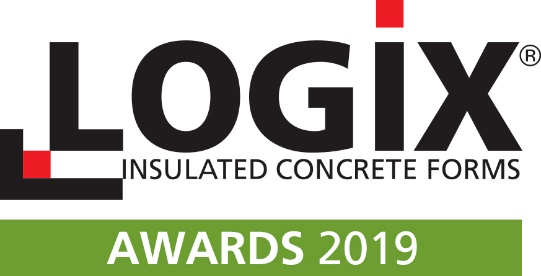 LOGiX®
INSULATED CONCRETE FORMS
AWARDS 2019